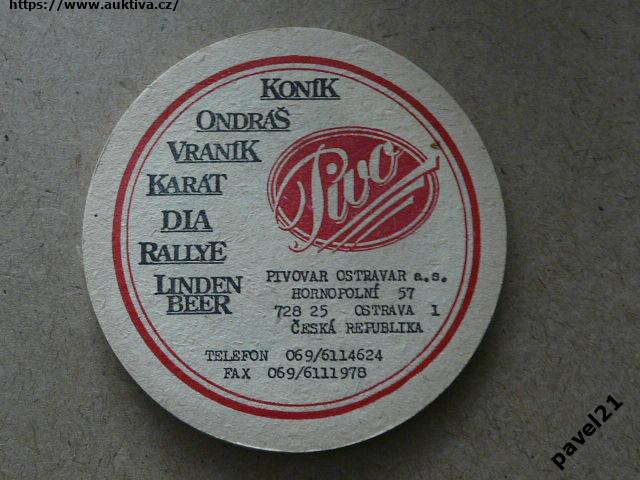 https://www.auktiva.cz/
KONÍK
ONDRÁŠ
VRANÍK
KARÁT
DIA
RALLYE
LINDEN
BEER
Pivo
PIVOVAR OSTRAVAR a.s.
HORNOPOLNÍ 57
728 25 OSTRAVA 1
ČESKÁ REPUBLIKA
TELEFON 069/6114624
FAX 069/6111978
pavel21